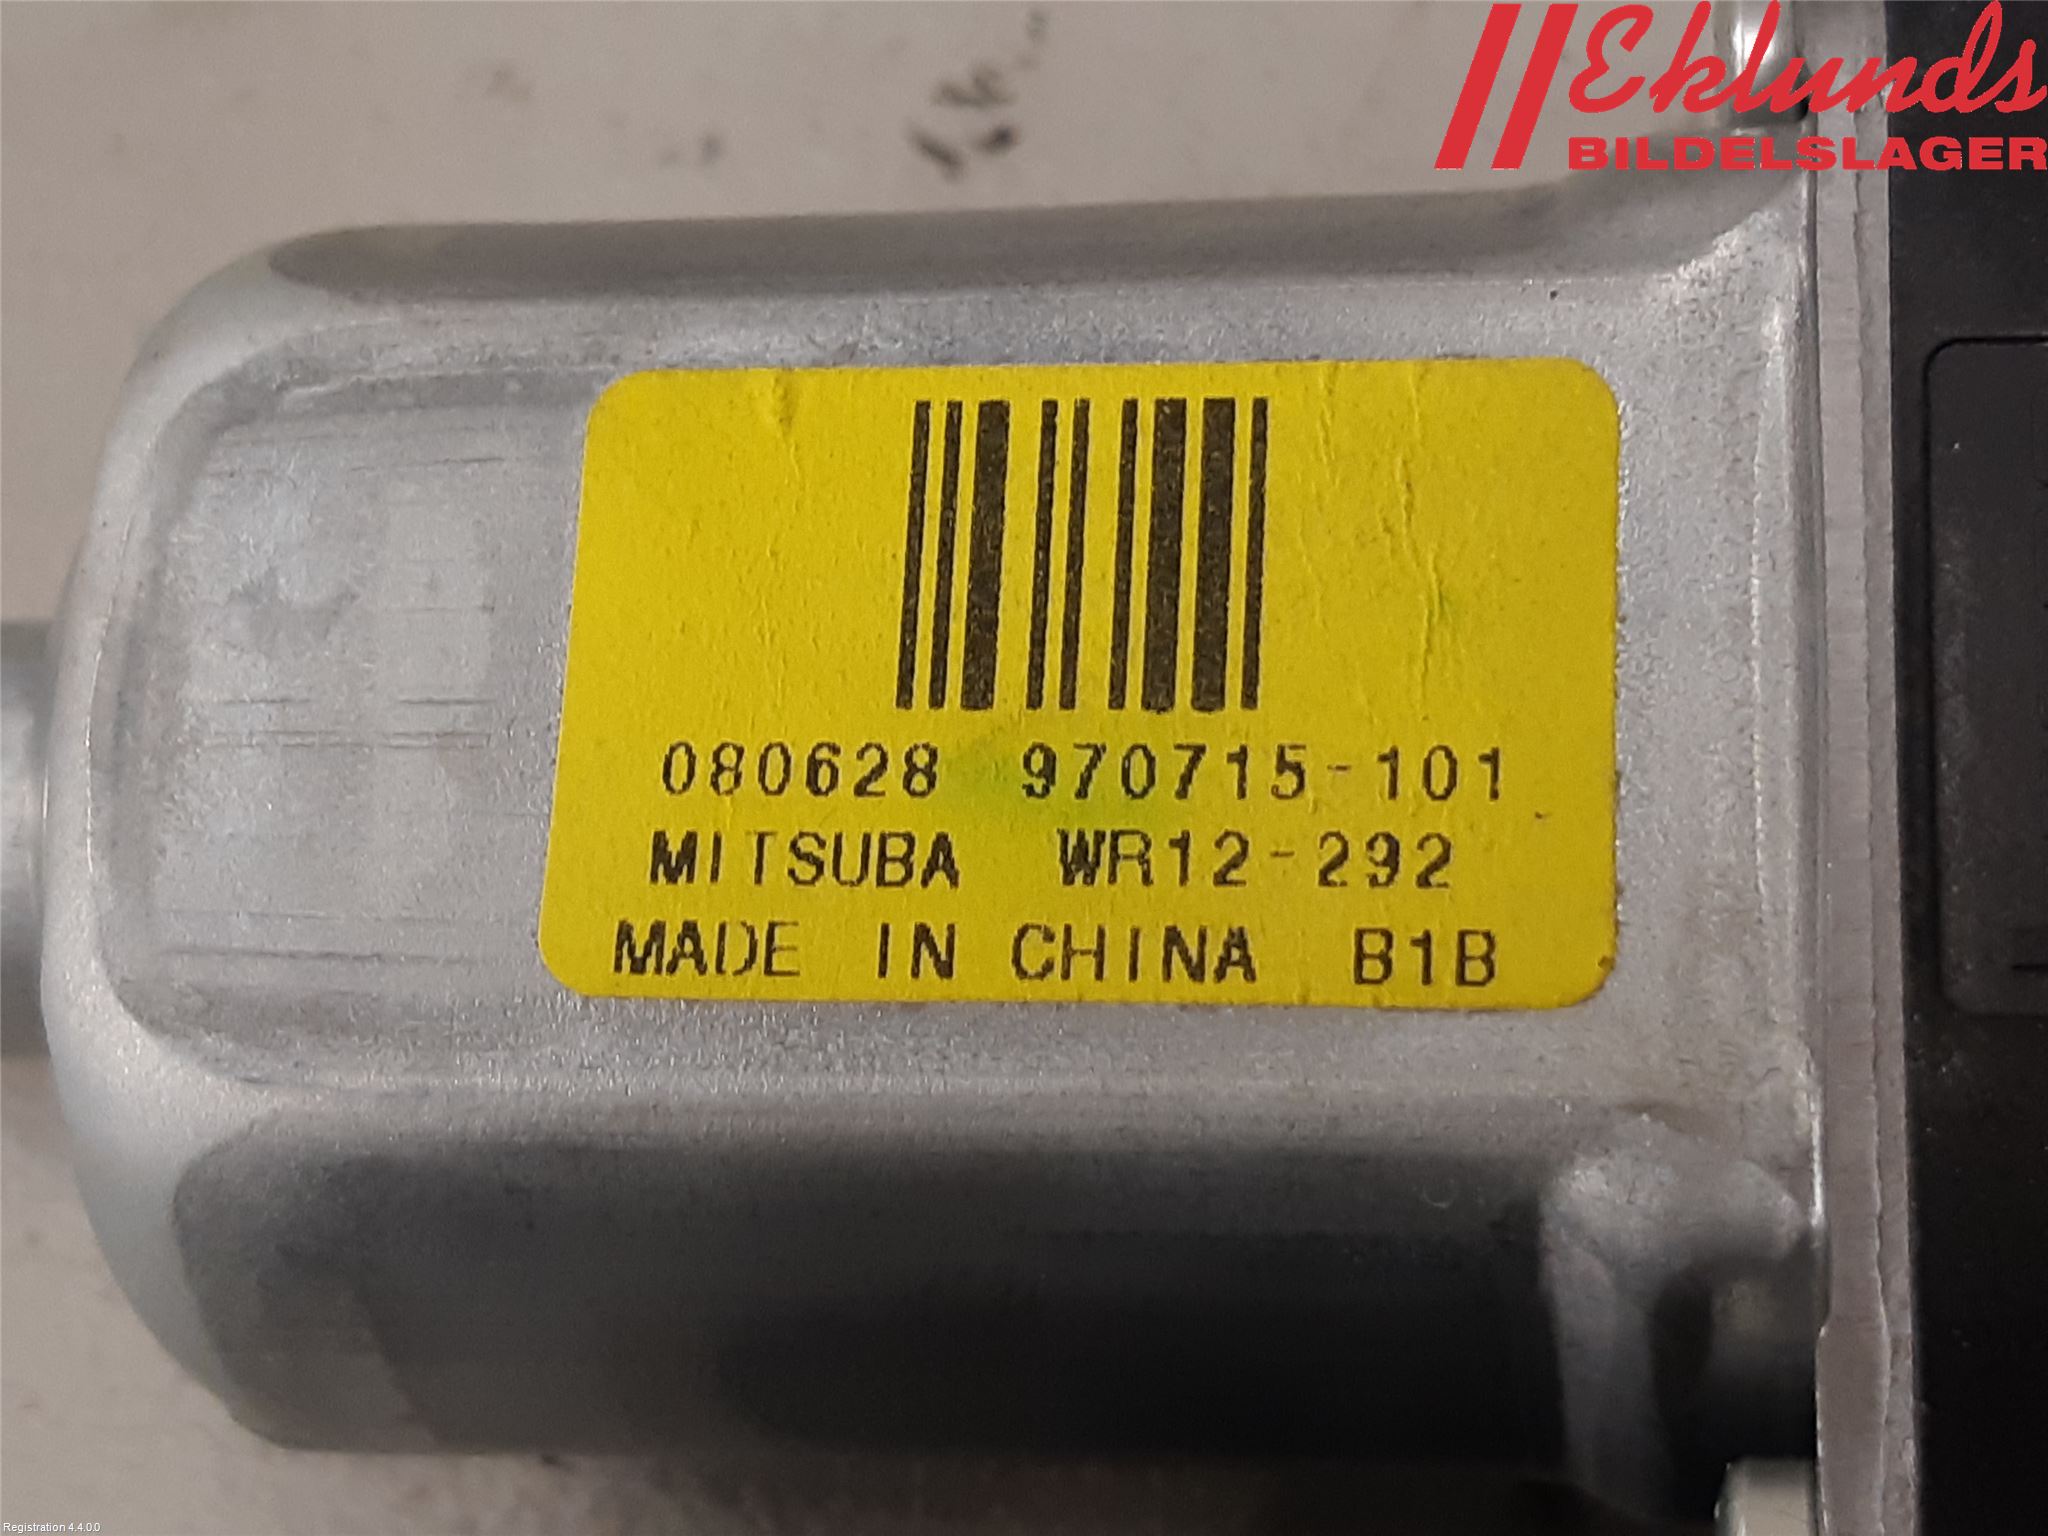 Eklunds
BILDELSLAGER
080628 970715-101
MITSUBA WR12-292
MADE IN CHINA B1B
Registration 4.4.0.0